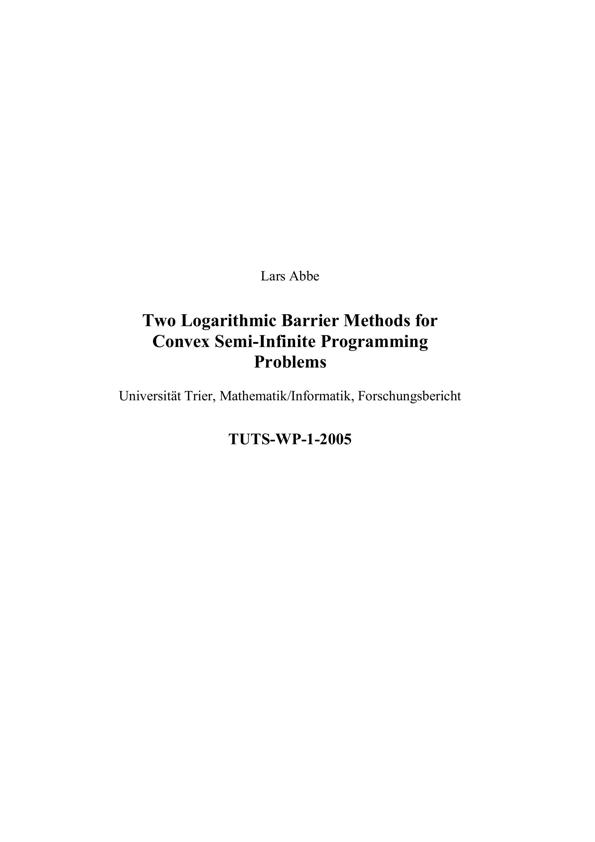 Lars Abbe
Two Logarithmic Barrier Methods for
Convex Semi-Infinite Programming
Problems
Universität Trier, Mathematik/Informatik, Forschungsbericht
TUTS-WP-1-2005